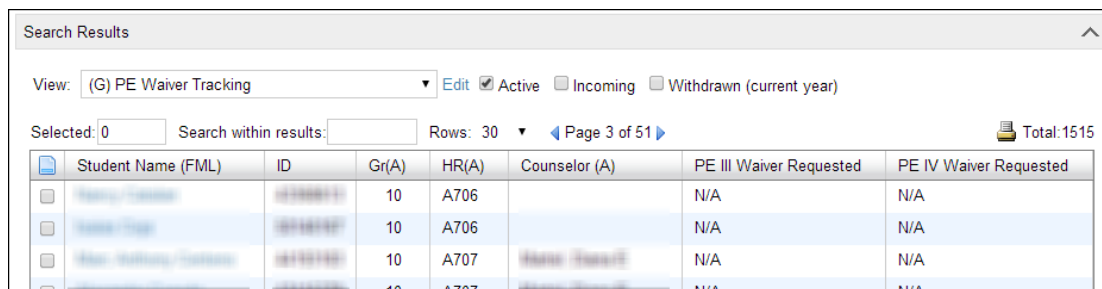 Search Results
View: (G) PE Waiver Tracking Edit Active Incoming Withdrawn (current year)
Selected: 0 Search within results: Rows: 30 Page 3 of 51 Total:1515
Student Name (FML) ID Gr(A) HR(A) Counselor (A) PE III Waiver Requested PE IV Waiver Requested
10 A706 N/A N/A
10 A706 N/A N/A
10 A707 N/A N/A
10 A707 N/A N/A